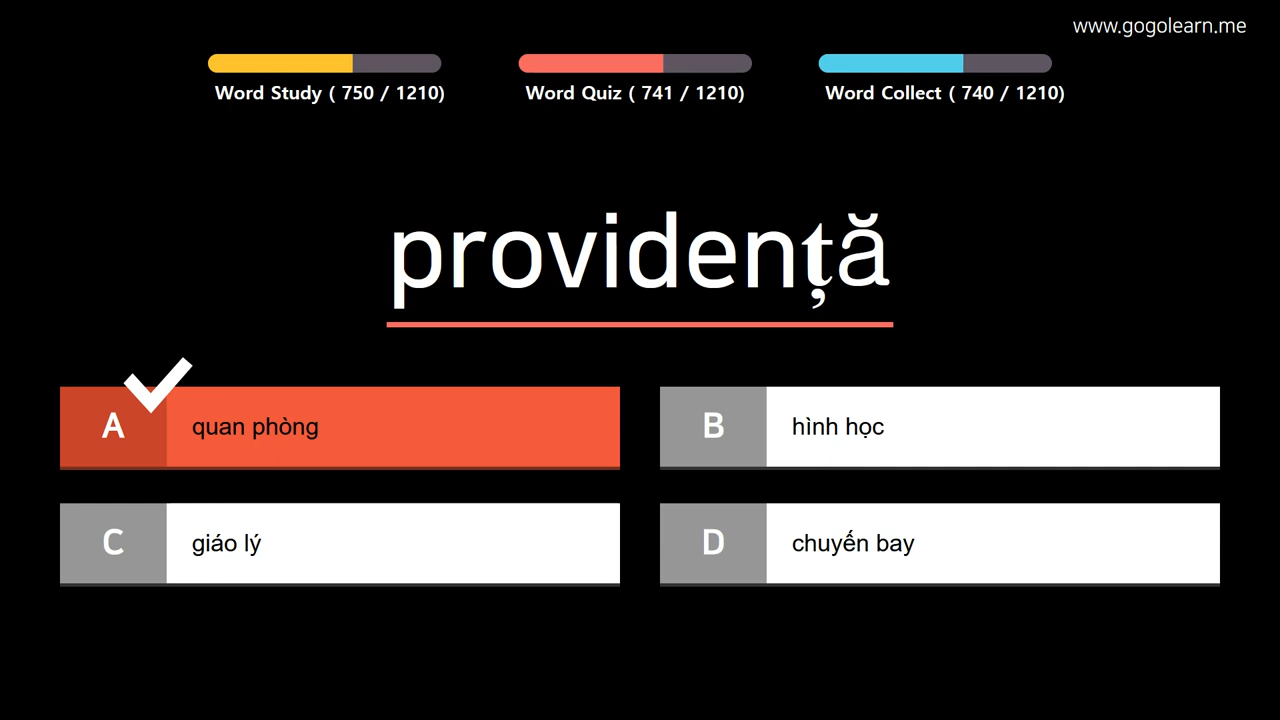 www.gogolearn.me
Word Study ( 750 / 1210)
Word Quiz ( 741 / 1210)
Word Collect ( 740 / 1210)
providență
A quan phòng
B hình học
C giáo lý
D chuyến bay